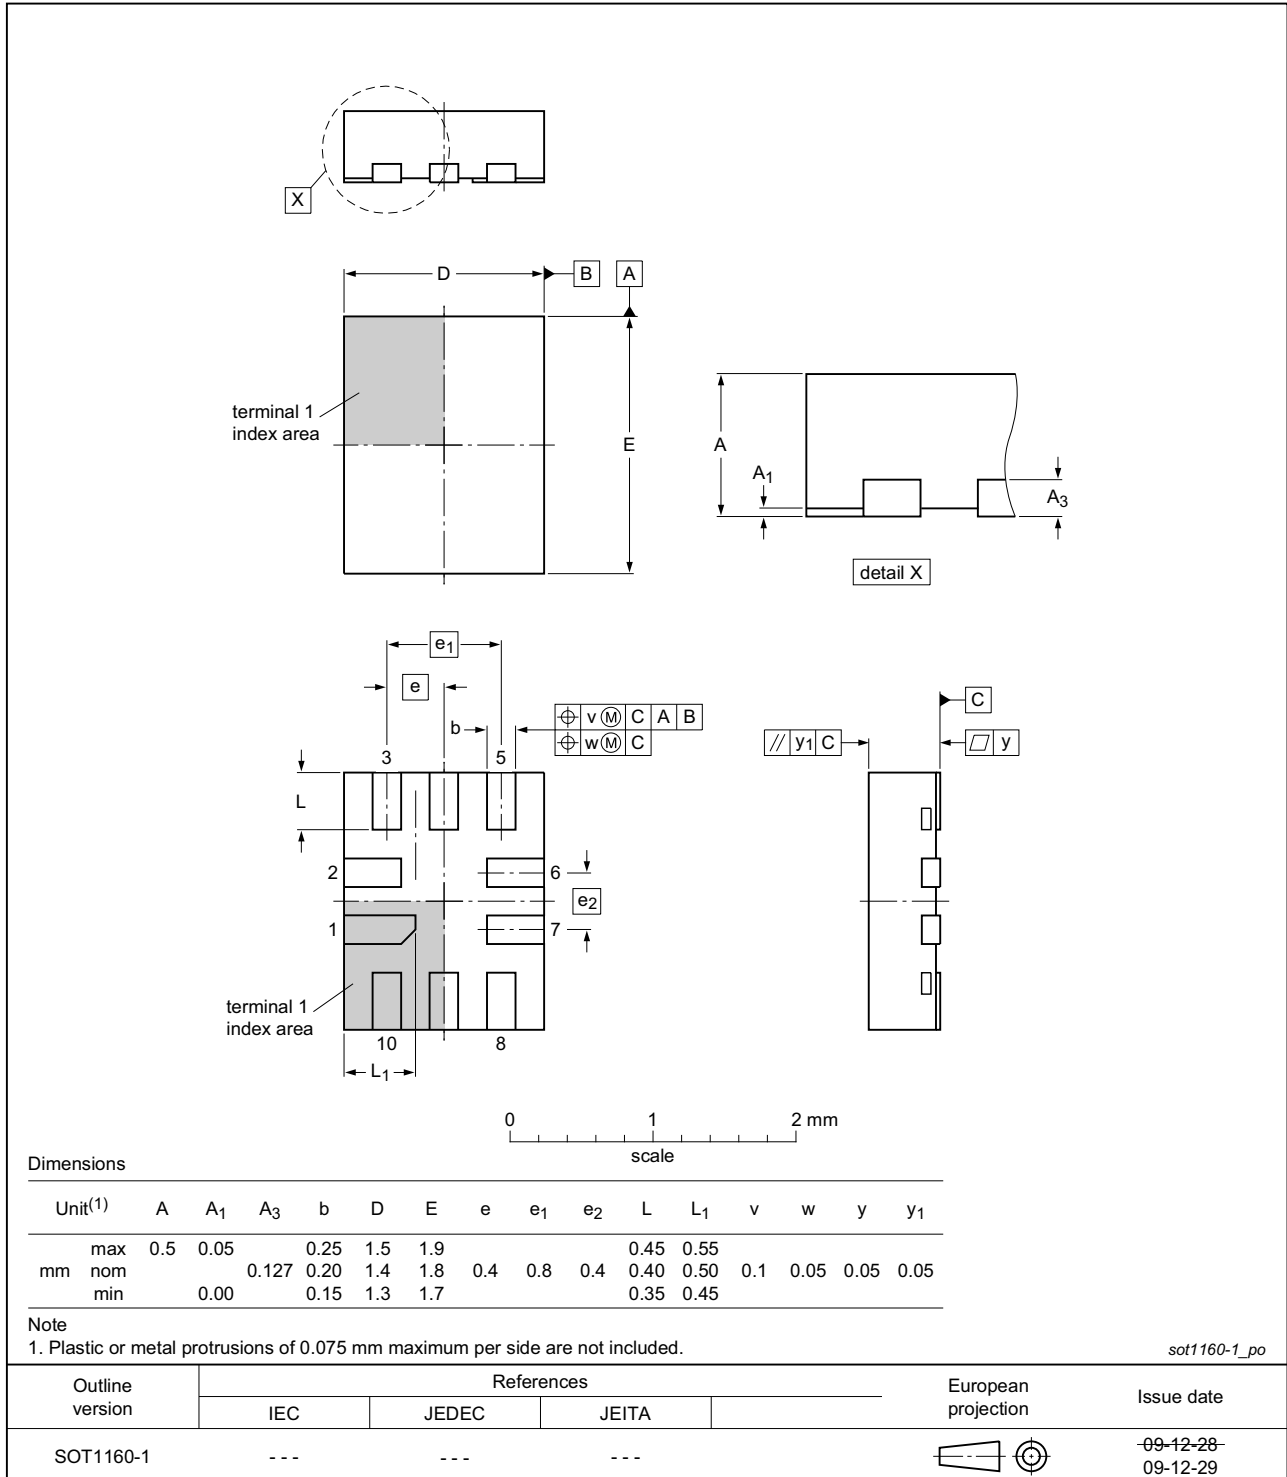 X
D
B
A
terminal 1
index area
E
A
A1
A3
detail X
e1
e
b
v M C A B
w M C
C
// y1 C
y
3
5
L
2
6
e2
1
7
terminal 1
index area
10
8
L1
0 1 2 mm
scale
Dimensions
Unit(1) A A1 A3 b D E e e1 e2 L L1 v w y y1
max 0.5 0.05 0.25 1.5 1.9 0.45 0.55
mm nom 0.127 0.20 1.4 1.8 0.4 0.8 0.4 0.40 0.50 0.1 0.05 0.05 0.05
min 0.00 0.15 1.3 1.7 0.35 0.45
Note
1. Plastic or metal protrusions of 0.075 mm maximum per side are not included.
sot1160-1_po
Outline version
References
European projection
Issue date
IEC JEDEC JEITA
SOT1160-1 - - - - - - - - -
09-12-28
09-12-29